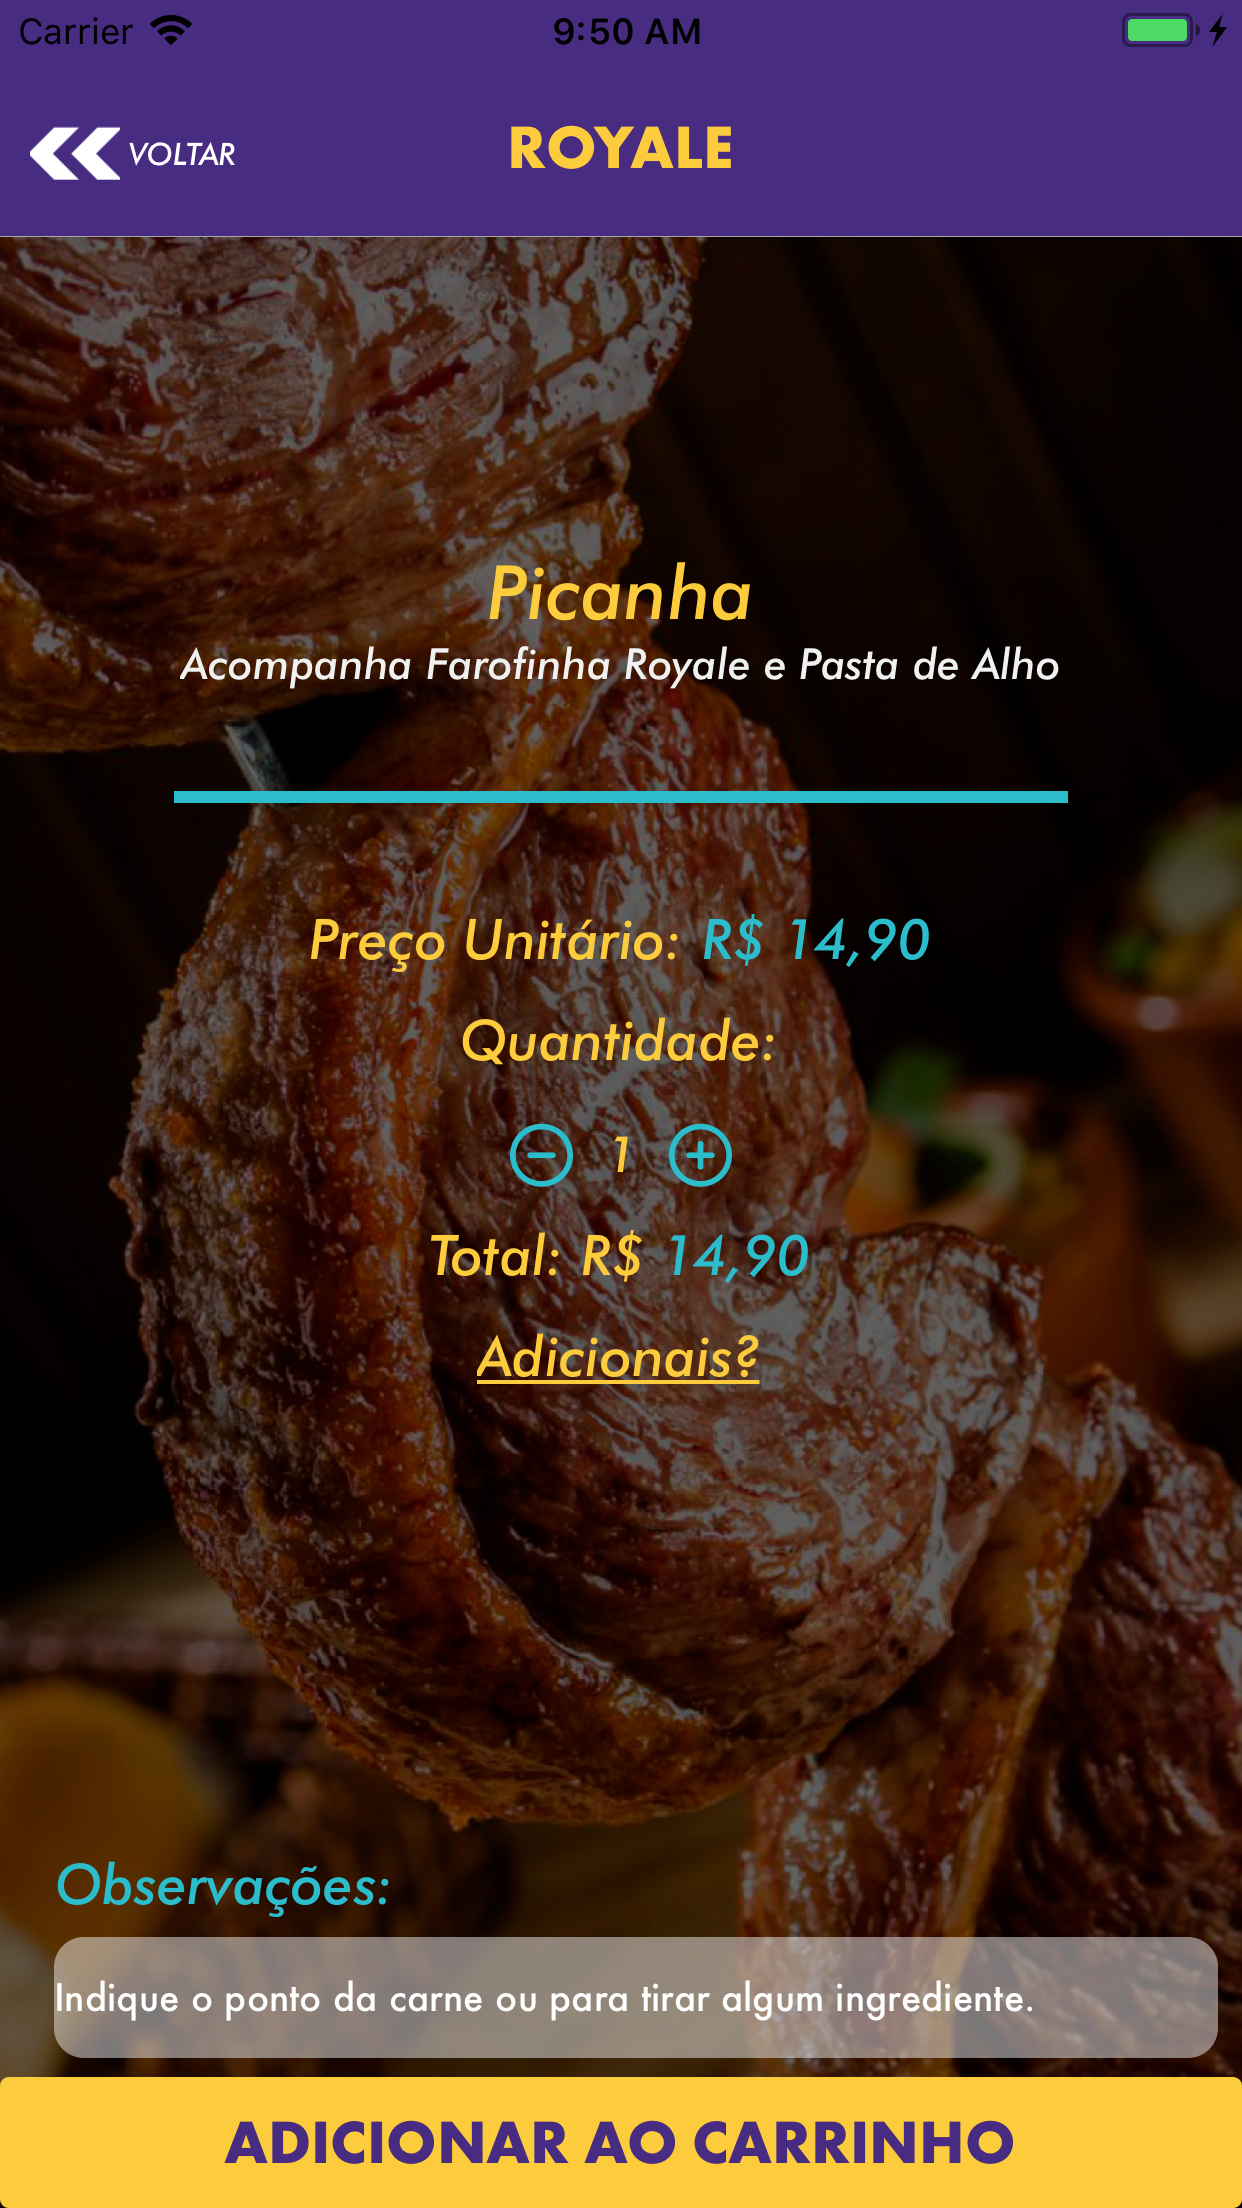 Carrier
9:50 AM
VOLTAR
ROYALE
Picanha
Acompanha Farofinha Royale e Pasta de Alho
Preço Unitário: R$ 14,90
Quantidade:
1
Total: R$ 14,90
Adicionais?
Observações:
Indique o ponto da carne ou para tirar algum ingrediente.
ADICIONAR AO CARRINHO